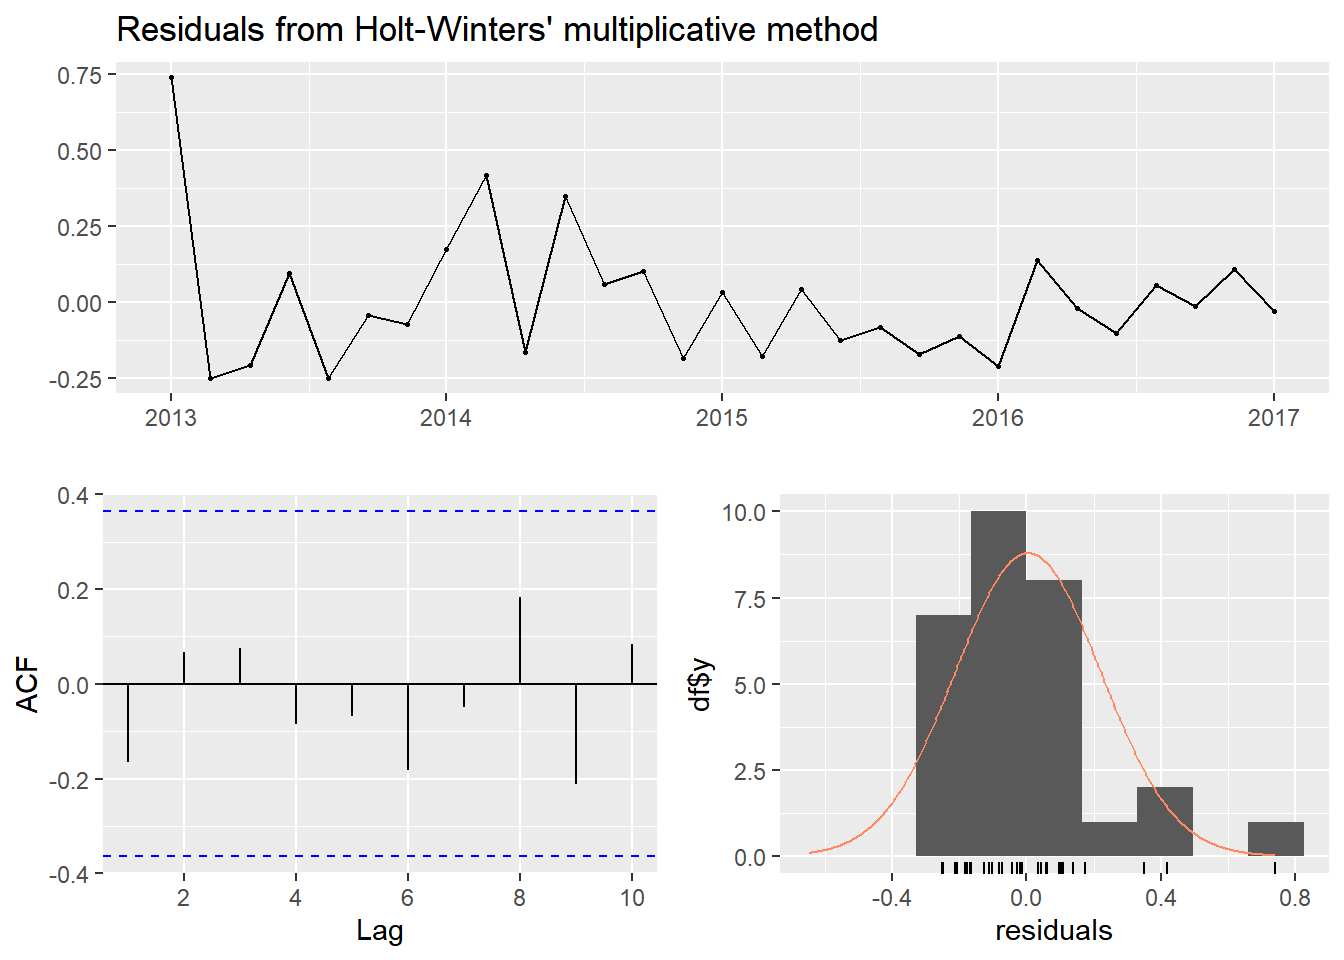 Residuals from Holt-Winters' multiplicative method
0.75
0.50
0.25
0.00
-0.25
2013 2014 2015 2016 2017
0.4
0.2
0.0
-0.2
-0.4
ACF
2 4 6 8 10
Lag
10.0
7.5
5.0
2.5
0.0
df$y
-0.4 0.0 0.4 0.8
residuals